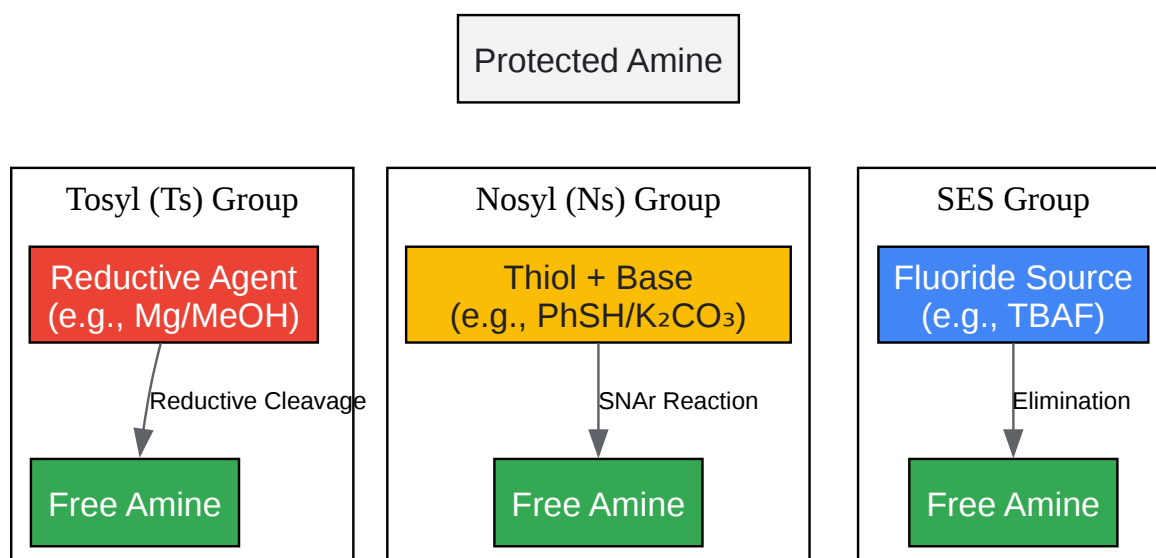 Protected Amine
Tosyl (Ts) Group
Reductive Agent
(e.g., Mg/MeOH)
Reductive Cleavage
Free Amine
Nosyl (Ns) Group
Thiol + Base
(e.g., PhSH/K₂CO₃)
SNAr Reaction
Free Amine
SES Group
Fluoride Source
(e.g., TBAF)
Elimination
Free Amine